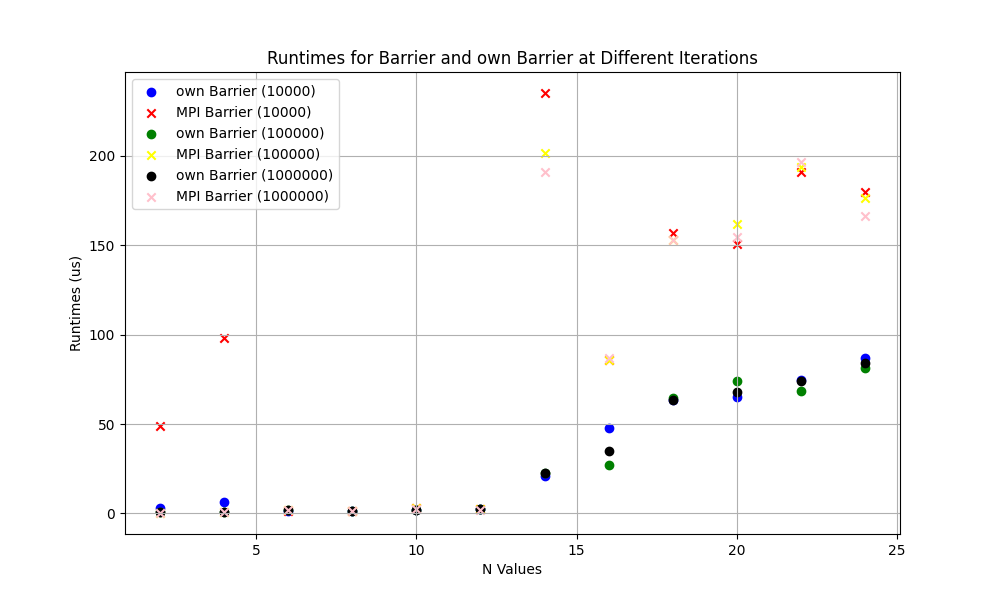 Runtimes for Barrier and own Barrier at Different Iterations
own Barrier (10000)
MPI Barrier (10000)
own Barrier (100000)
MPI Barrier (100000)
own Barrier (1000000)
MPI Barrier (1000000)
Runtimes (us)
200
150
100
50
0
5
10
15
20
25
N Values